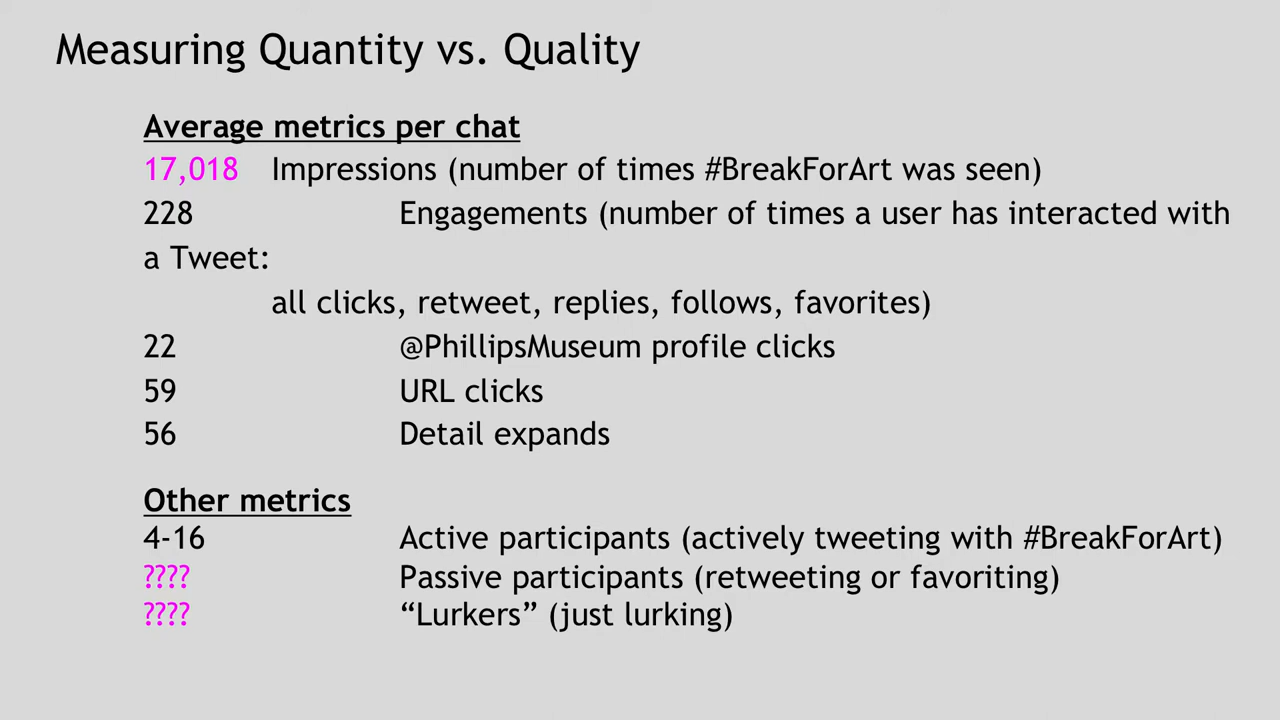 Measuring Quantity vs. Quality
Average metrics per chat
17,018 Impressions (number of times #BreakForArt was seen)
228 Engagements (number of times a user has interacted with
a Tweet:
all clicks, retweet, replies, follows, favorites)
22 @PhillipsMuseum profile clicks
59 URL clicks
56 Detail expands
Other metrics
4-16 Active participants (actively tweeting with #BreakForArt)
???? Passive participants (retweeting or favoriting)
???? “Lurkers” (just lurking)